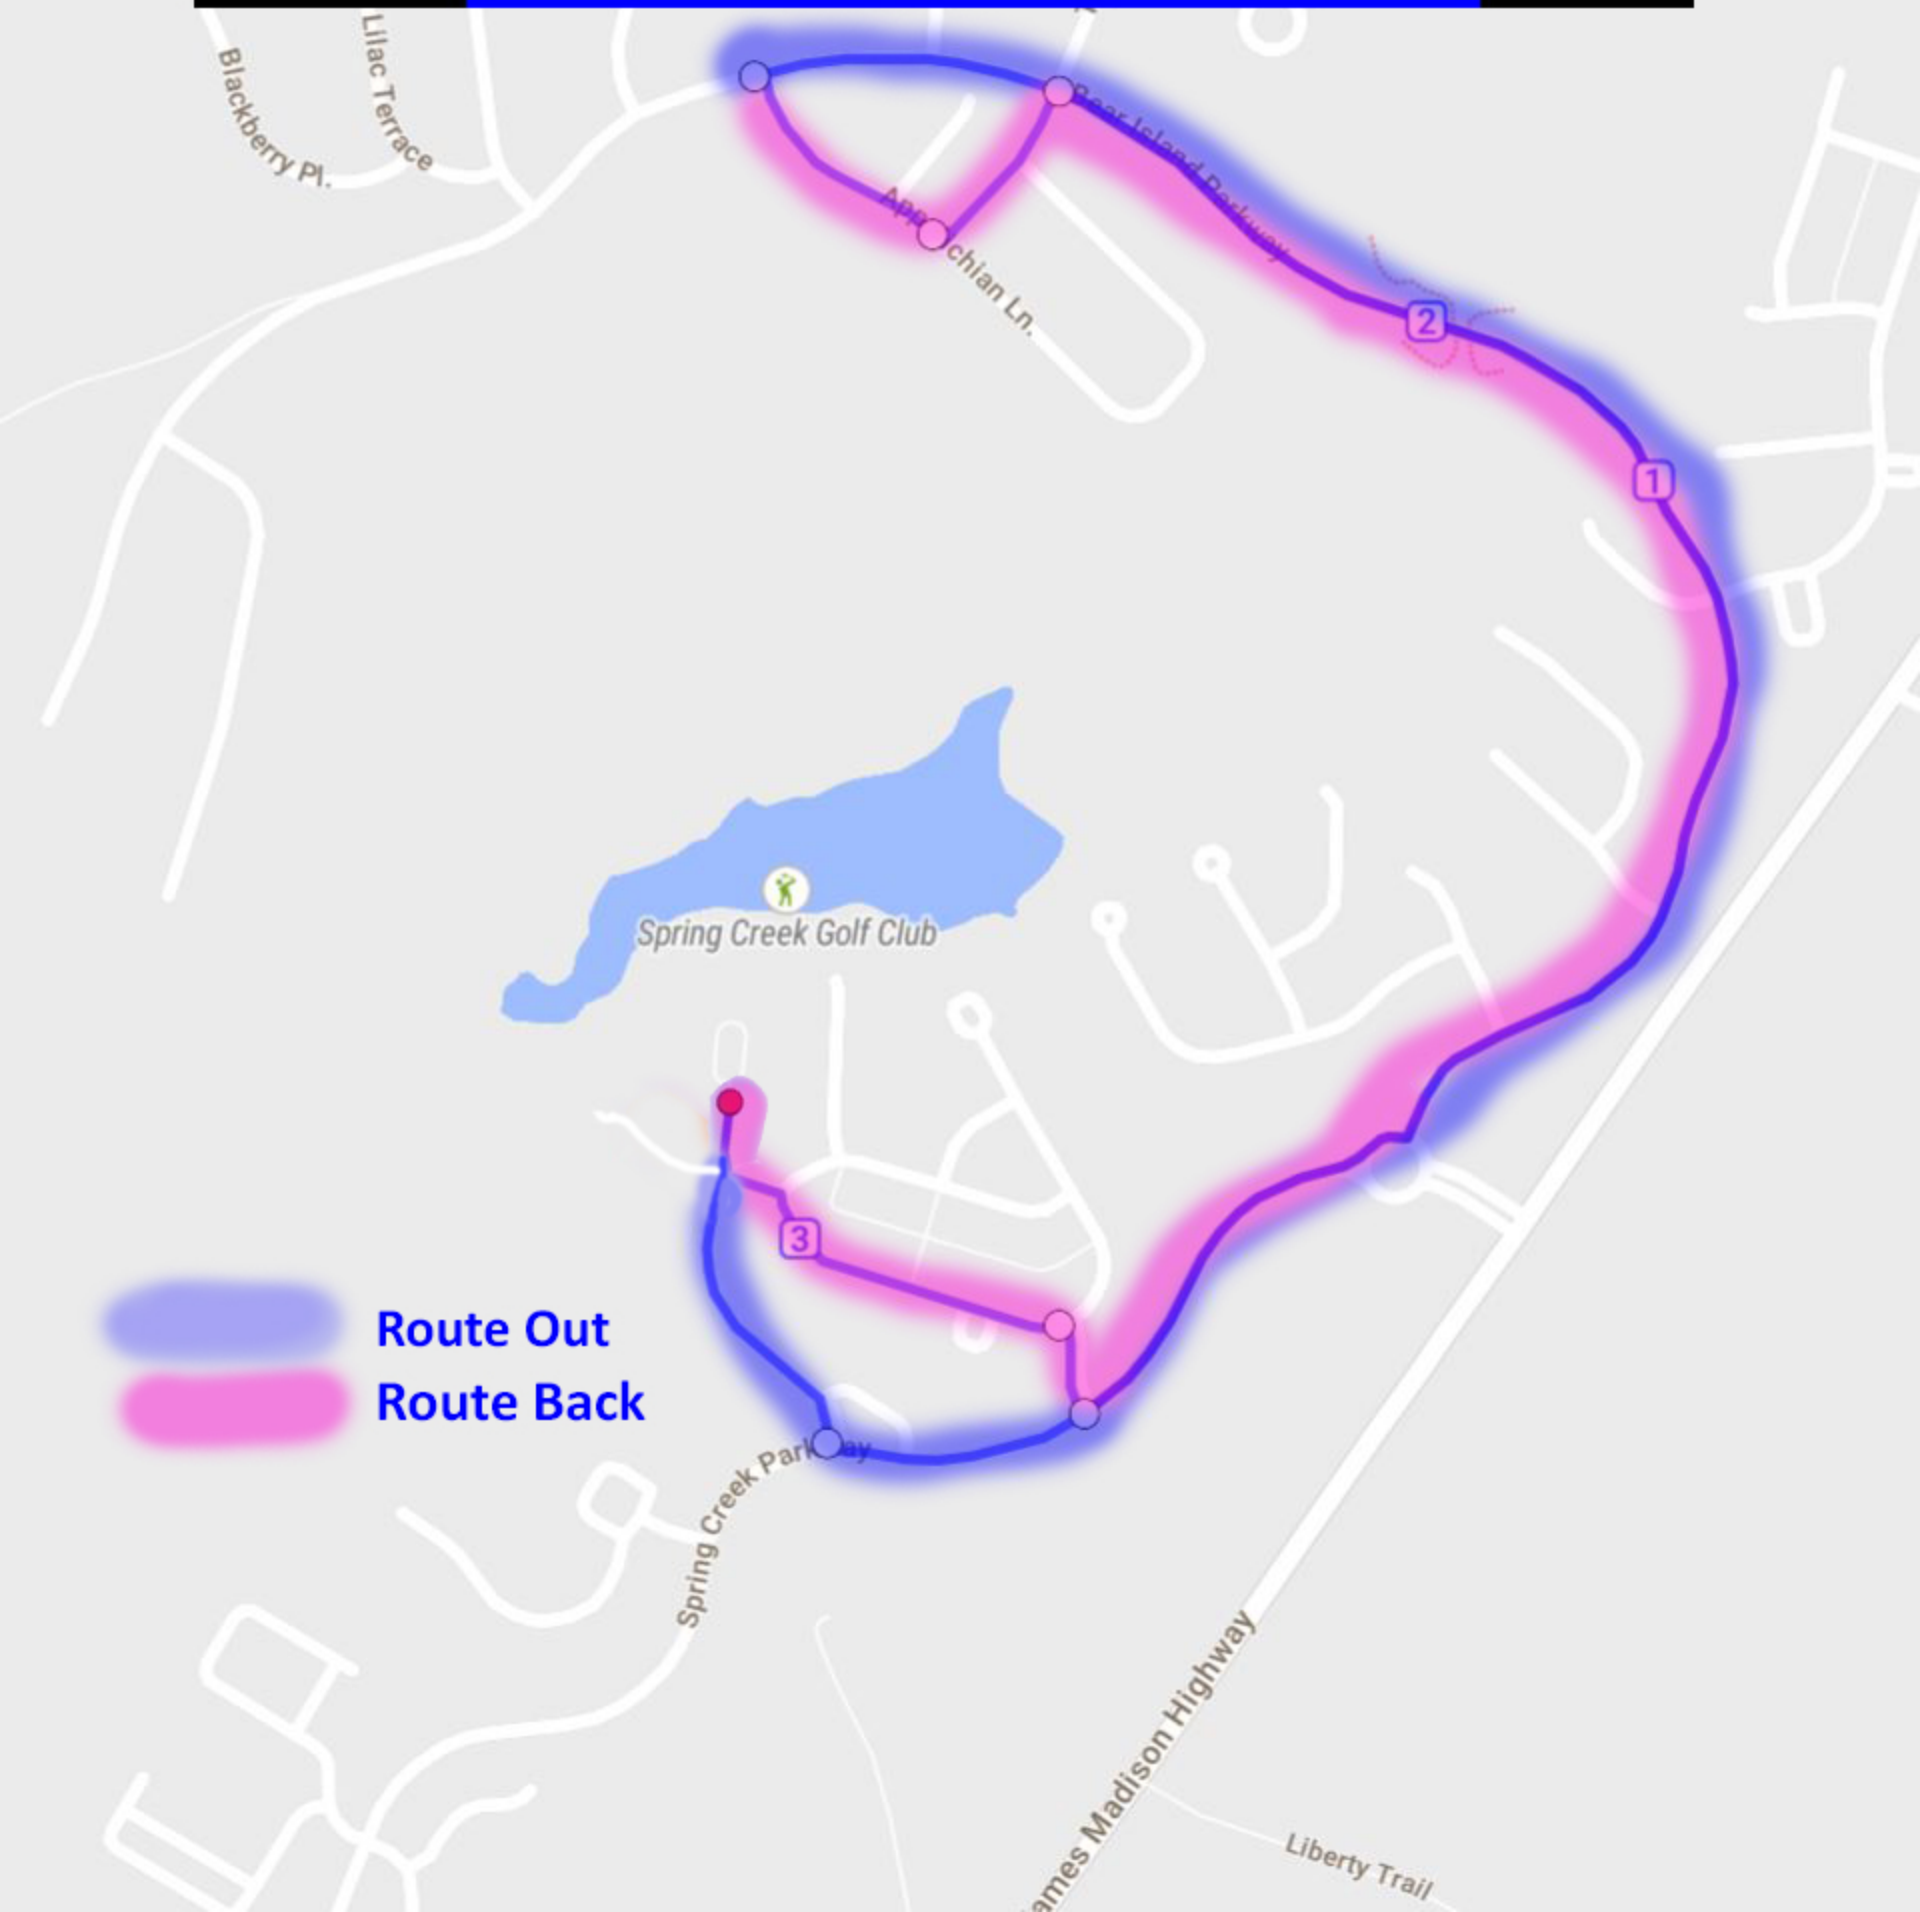 Blackberry Pl.
Lilac Terrace
Bear Island Parkway
Appalachian Ln.
2
1
Spring Creek Golf Club
3
Route Out
Route Back
Spring Creek Parkway
James Madison Highway
Liberty Trail